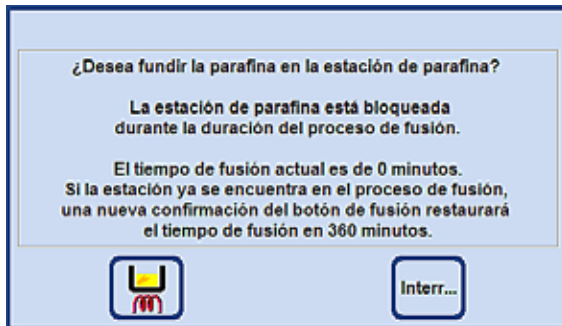 ¿Desea fundir la parafina en la estación de parafina?
La estación de parafina está bloqueada
durante la duración del proceso de fusión.
El tiempo de fusión actual es de 0 minutos.
Si la estación ya se encuentra en el proceso de fusión,
una nueva confirmación del botón de fusión restaurará
el tiempo de fusión en 360 minutos.
Interr...